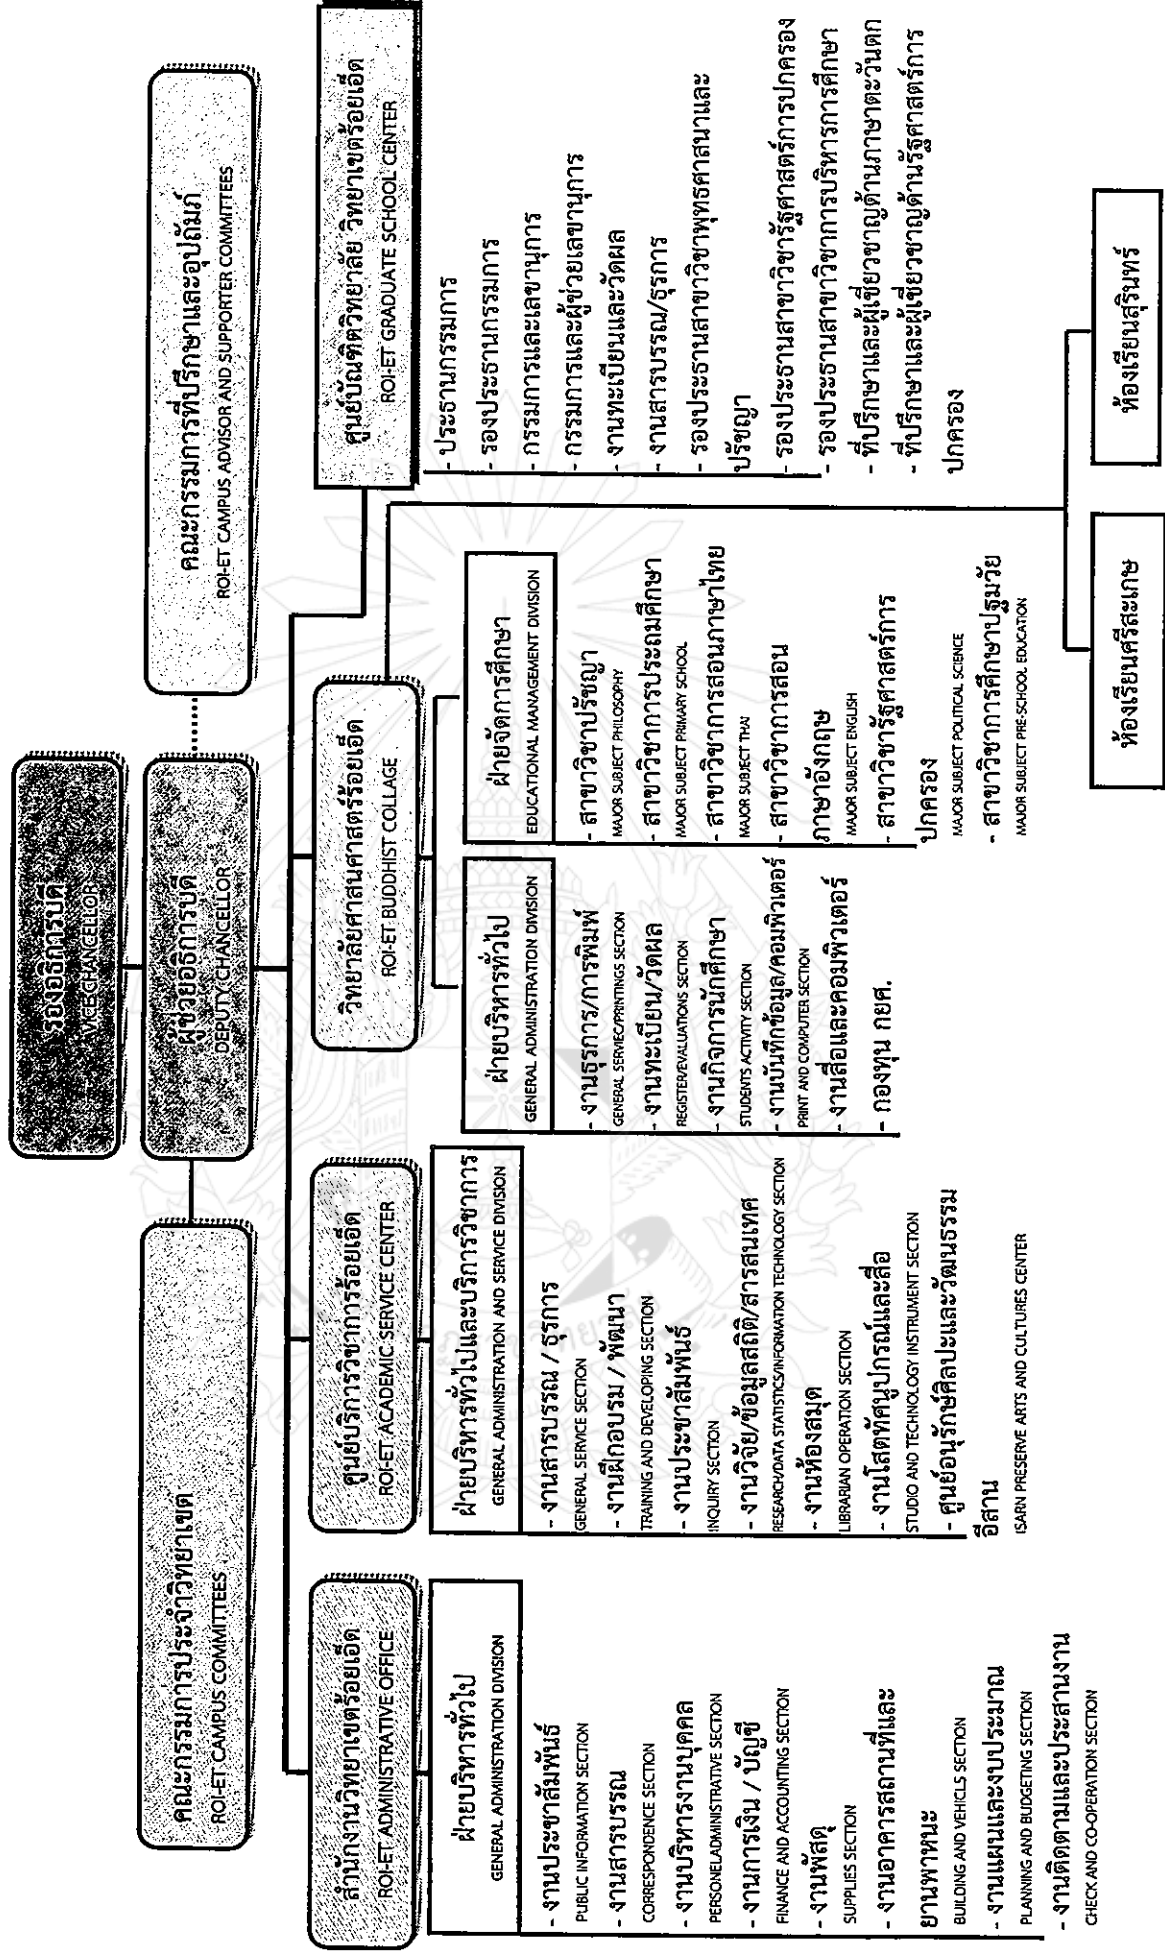 รองอธิการบดี
VICECHANCELLOR
ผู้ช่วยอธิการบดี
DEPUTY CHANCELLOR
คณะกรรมการประจำวิทยาเขต
ROI-ET CAMPUS COMMITTEES
คณะกรรมการที่ปรึกษาและอุปถัมภ์
ROI-ET CAMPUS ADVISOR AND SUPPORTER COMMITTEES
สำนักงานวิทยาเขตร้อยเอ็ด
ROI-ET ADMINISTRATIVE OFFICE
ฝ่ายบริหารทั่วไป
GENERAL ADMINISTRATION DIVISION
- งานประชาสัมพันธ์
PUBLIC INFORMATION SECTION
- งานสารบรรณ
CORRESPONDENCE SECTION
- งานบริหารงานบุคคล
PERSONELADMINISTRATIVE SECTION
- งานการเงิน / บัญชี
FINANCE AND ACCOUNTING SECTION
- งานพัสดุ
SUPPLIES SECTION
- งานอาคารสถานที่และ
ยานพาหนะ
BUILDING AND VEHICLS SECTION
- งานแผนและงบประมาณ
PLANNING AND BUDGETING SECTION
- งานติดตามและประสานงาน
CHECK AND CO-OPERATION SECTION
ศูนย์บริการวิชาการร้อยเอ็ด
ROI-ET ACADEMIC SERVICE CENTER
ฝ่ายบริหารทั่วไปและบริการวิชาการ
GENERAL ADMINISTRATION AND SERVICE DIVISION
- งานสารบรรณ / ธุรการ
GENERAL SERVICE SECTION
- งานฝึกอบรม / พัฒนา
TRAINING AND DEVELOPING SECTION
- งานประชาสัมพันธ์
INQUIRY SECTION
- งานวิจัย/ข้อมูลสถิติ/สารสนเทศ
RESEARCH/DATA STATISTICS/INFORMATION TECHNOLOGY SECTION
- งานห้องสมุด
LIBRARIAN OPERATION SECTION
- งานโสตทัศนูปกรณ์และสื่อ
STUDIO AND TECHNOLOGY INSTRUMENT SECTION
- ศูนย์อนุรักษ์ศิลปะและวัฒนธรรม
อีสาน
ISARN PRESERVE ARTS AND CULTURES CENTER
วิทยาลัยศาสนศาสตร์ร้อยเอ็ด
ROI-ET BUDDHIST COLLAGE
ฝ่ายบริหารทั่วไป
GENERAL ADMINISTRATION DIVISION
- งานธุรการ/การพิมพ์
GENERAL SERVIEC/PRINTINGS SECTION
- งานทะเบียน/วัดผล
REGISTER/EVALUATIONS SECTION
- งานกิจการนักศึกษา
STUDENTS ACTIVITY SECTION
- งานบันทึกข้อมูล/คอมพิวเตอร์
PRINT AND COMPUTER SECTION
- งานสื่อและคอมพิวเตอร์
- กองทุน กยศ.
ฝ่ายจัดการศึกษา
EDUCATIONAL MANAGEMENT DIVISION
- สาขาวิชาปรัชญา
MAJOR SUBJECT PHILOSOPHY
- สาขาวิชาการประถมศึกษา
MAJOR SUBJECT PRIMARY SCHOOL
- สาขาวิชาการสอนภาษาไทย
MAJOR SUBJECT THAI
- สาขาวิชาการสอน
ภาษาอังกฤษ
MAJOR SUBJECT ENGLISH
- สาขาวิชารัฐศาสตร์การ
ปกครอง
MAJOR SUBJECT POLITICAL SCIENCE
- สาขาวิชาการศึกษาปฐมวัย
MAJOR SUBJECT PRE-SCHOOL EDUCATION
ศูนย์บัณฑิตวิทยาลัย วิทยาเขตร้อยเอ็ด
ROI-ET GRADUATE SCHOOL CENTER
- ประธานกรรมการ
- รองประธานกรรมการ
- กรรมการและเลขานุการ
- กรรมการและผู้ช่วยเลขานุการ
- งานทะเบียนและวัดผล
- งานสารบรรณ/ธุรการ
- รองประธานสาขาวิชาพุทธศาสนาและ
ปรัชญา
- รองประธานสาขาวิชารัฐศาสตร์การปกครอง
- รองประธานสาขาวิชาการบริหารการศึกษา
- ที่ปรึกษาและผู้เชี่ยวชาญด้านภาษาตะวันตก
- ที่ปรึกษาและผู้เชี่ยวชาญด้านรัฐศาสตร์การ
ปกครอง
ห้องเรียนศรีสะเกษ
ห้องเรียนสุรินทร์